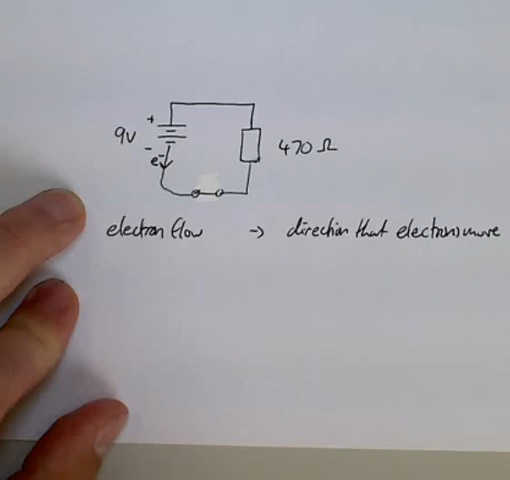 +
9V
-
e-
470 Ω
electron flow → direction that electrons move